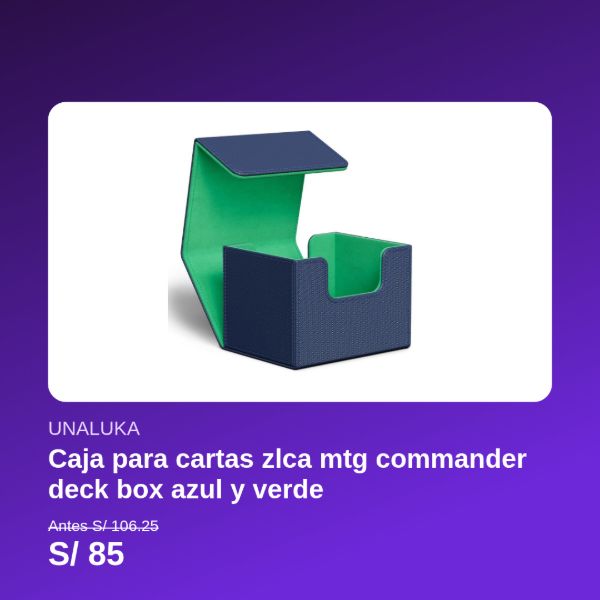 UNALUKA
Caja para cartas zlca mtg commander
deck box azul y verde
Antes S/ 106.25
S/ 85